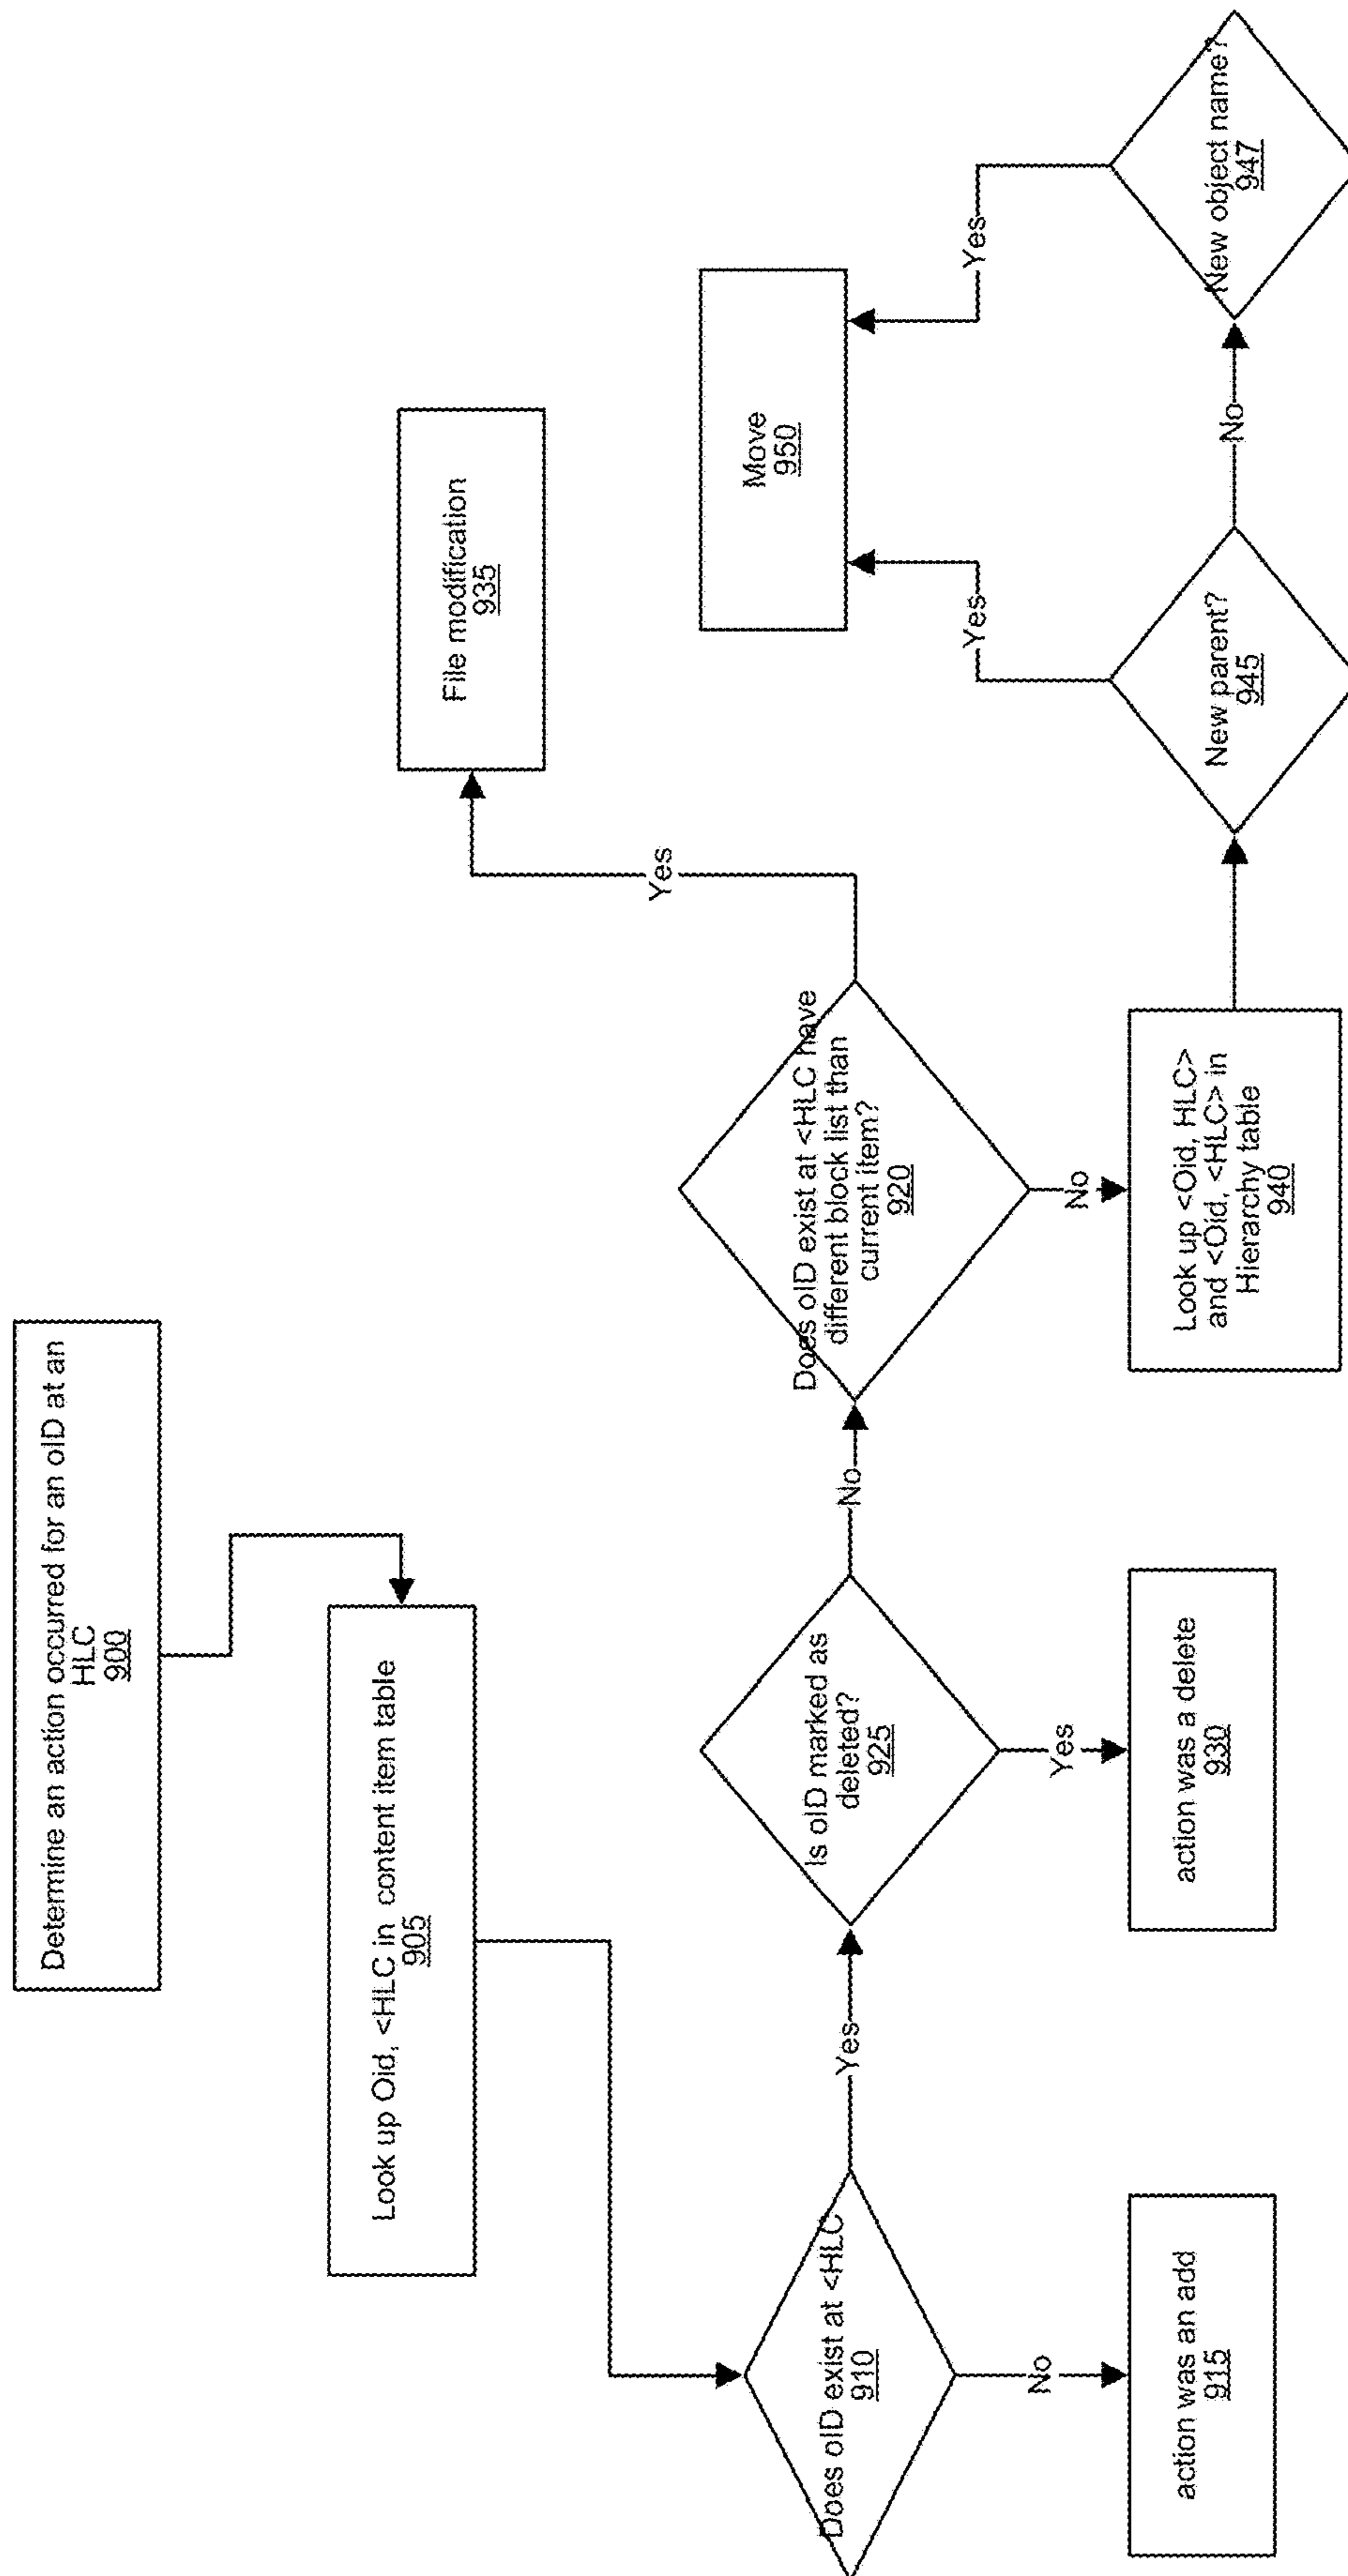 Determine an action occurred for an oID at an
HLC
900
Look up Oid, <HLC in content item table
905
Does oID exist at <HLC
910
No
action was an add
915
Yes
Is oID marked as
deleted?
925
Yes
action was a delete
930
No
Does oID exist at <HLC have
different block list than
current item?
920
Yes
File modification
935
No
Look up <Oid, HLC>
and <Oid, <HLC> in
Hierarchy table
940
New parent?
945
Yes
Move
950
No
New object name?
947
Yes